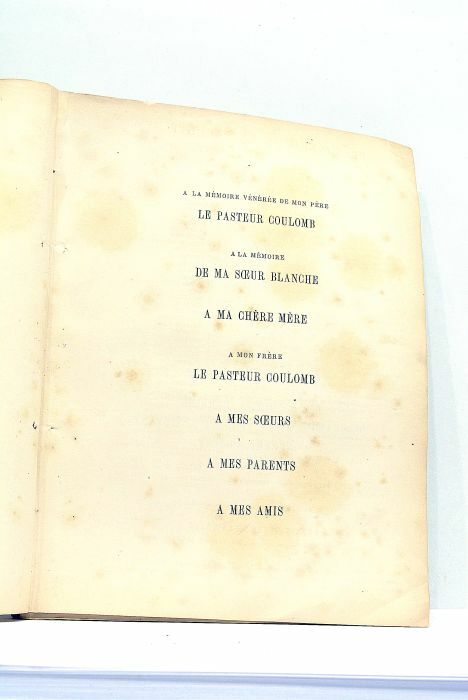 A LA MÉMOIRE VÉNÉRÉE DE MON PÈRE
LE PASTEUR COULOMB
A LA MÉMOIRE
DE MA SŒUR BLANCHE
A MA CHÈRE MÈRE
A MON FRÈRE
LE PASTEUR COULOMB
A MES SŒURS
A MES PARENTS
A MES AMIS